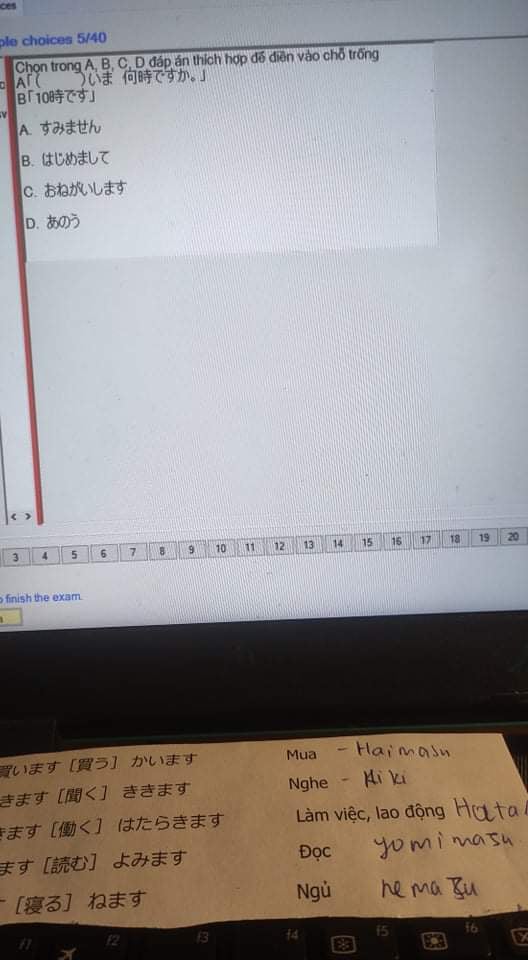 ces
ple choices 5/40
Chọn trong A, B, C, D đáp án thích hợp để điền vào chỗ trống
A「(　　　)いま 何時ですか。」
B「10時です」
A. すみません
B. はじめまして
C. おねがいします
D. あのう
< >
3 4 5 6 7 8 9 10 11 12 13 14 15 16 17 18 19 20
finish the exam.
買います [買う] かいます Mua - Haimasu
きます [聞く] ききます Nghe - Kiki
きます [働く] はたらきます Làm việc, lao động Hata
ます [読む] よみます Đọc yomimasu
[寝る] ねます Ngủ nemasu
f1 f2 f3 f4 f5 f6